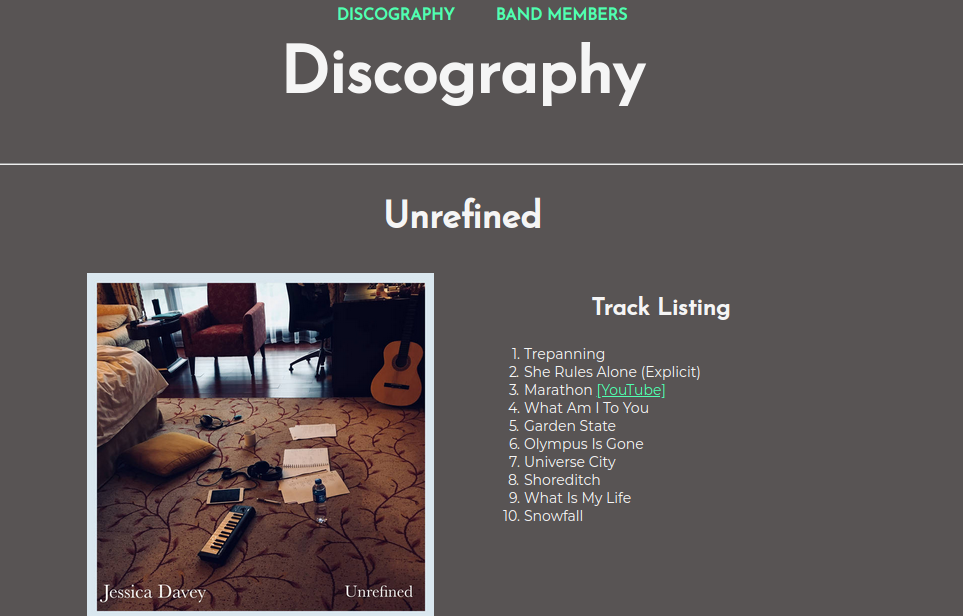 DISCOGRAPHY BAND MEMBERS
Discography
Unrefined
Track Listing
1. Trepanning
2. She Rules Alone (Explicit)
3. Marathon [YouTube]
4. What Am I To You
5. Garden State
6. Olympus Is Gone
7. Universe City
8. Shoreditch
9. What Is My Life
10. Snowfall
Jessica Davey Unrefined